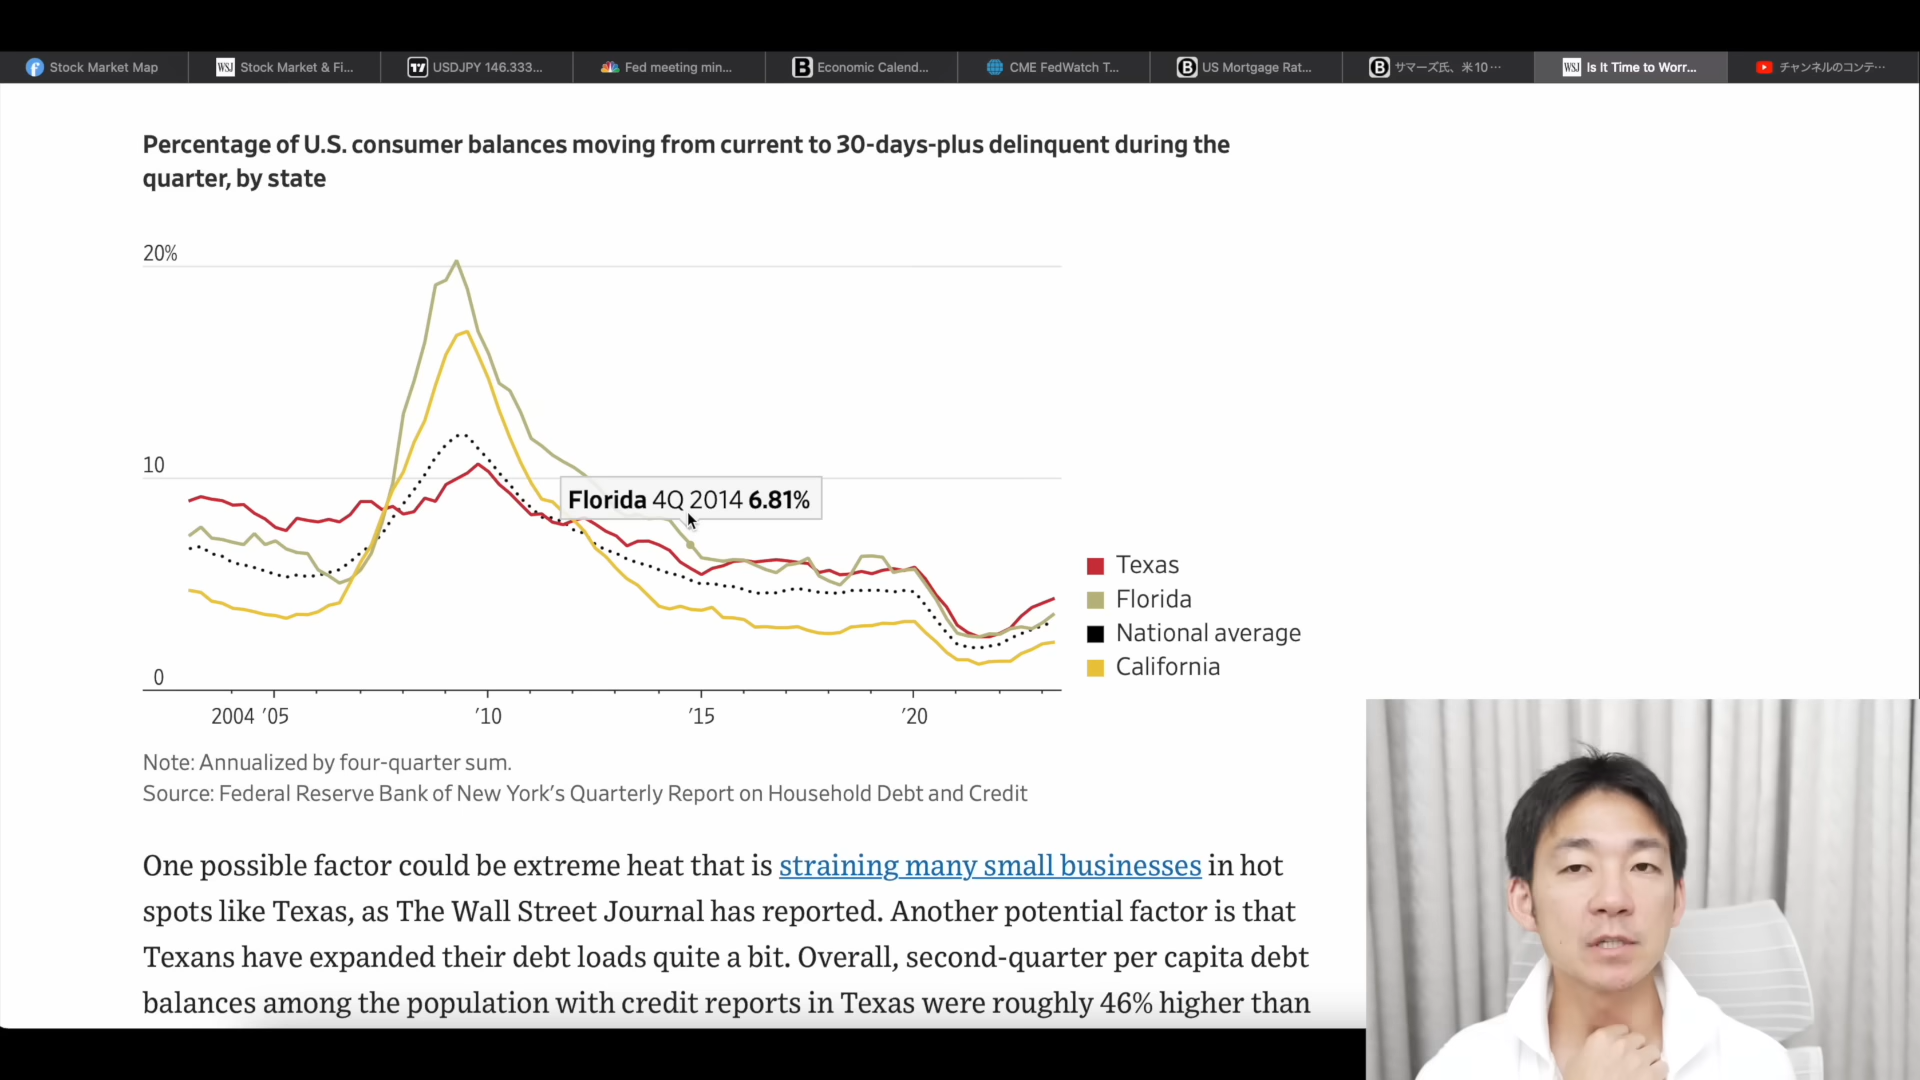 Stock Market Map
WSJ Stock Market & Fi...
USDJPY 146.333...
Fed meeting min...
B Economic Calend...
CME FedWatch T...
B US Mortgage Rat...
B サマーズ氏、米10…
WSJ Is It Time to Worr...
チャンネルのコンテ…
Percentage of U.S. consumer balances moving from current to 30-days-plus delinquent during the
quarter, by state
20%
10
Florida 4Q 2014 6.81%
Texas
Florida
National average
California
0
2004 '05 '10 '15 '20
Note: Annualized by four-quarter sum.
Source: Federal Reserve Bank of New York's Quarterly Report on Household Debt and Credit
One possible factor could be extreme heat that is straining many small businesses in hot
spots like Texas, as The Wall Street Journal has reported. Another potential factor is that
Texans have expanded their debt loads quite a bit. Overall, second-quarter per capita debt
balances among the population with credit reports in Texas were roughly 46% higher than